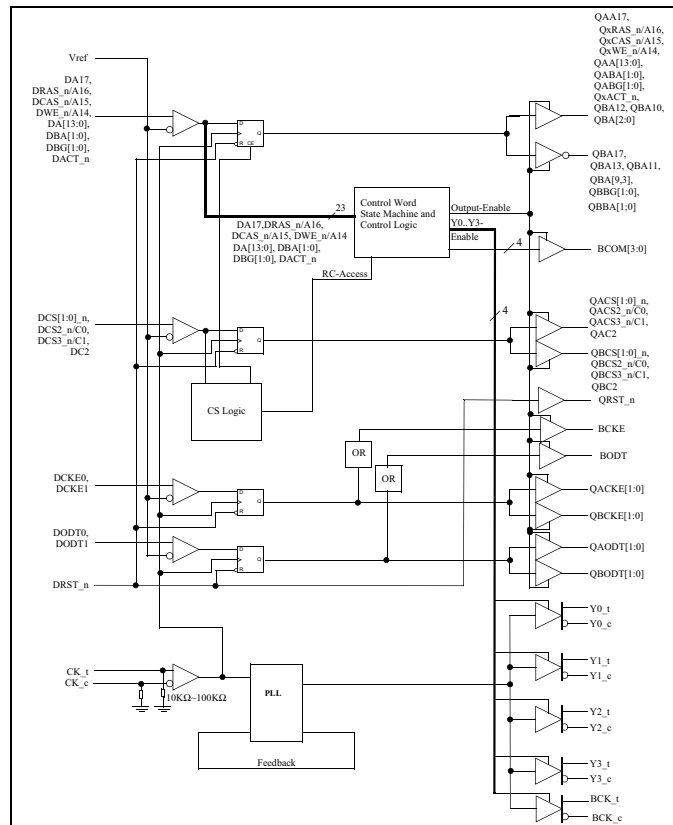 Vref
DA17,
DRAS_n/A16,
DCAS_n/A15,
DWE_n/A14,
DA[13:0],
DBA[1:0],
DBG[1:0],
DACT_n
D
Q
R
CE
QAA17,
QxRAS_n/A16,
QxCAS_n/A15,
QxWE_n/A14,
QAA[13:0],
QABA[1:0],
QABG[1:0],
QxACT_n,
QBA12, QBA10,
QBA[2:0]
QBA17,
QBA13, QBA11,
QBA[9,3],
QBBG[1:0],
QBBA[1;0]
23
DA17,DRAS_n/A16,
DCAS_n/A15, DWE_n/A14
DA[13:0], DBA[1:0],
DBG[1:0], DACT_n
Control Word
State Machine and
Control Logic
Output-Enable
Y0..Y3-
Enable
4
BCOM[3:0]
RC-Access
4
DCS[1:0]_n,
DCS2_n/C0,
DCS3_n/C1,
DC2
D
Q
R
CS Logic
QACS[1:0]_n,
QACS2_n/C0,
QACS3_n/C1,
QAC2
QBCS[1:0]_n,
QBCS2_n/C0,
QBCS3_n/C1,
QBC2
QRST_n
BCKE
BODT
OR
OR
DCKE0,
DCKE1
D
Q
R
QACKE[1:0]
QBCKE[1:0]
DODT0,
DODT1
D
Q
R
QAODT[1:0]
QBODT[1:0]
DRST_n
Y0_t
Y0_c
CK_t
CK_c
10KΩ~100KΩ
PLL
Feedback
Y1_t
Y1_c
Y2_t
Y2_c
Y3_t
Y3_c
BCK_t
BCK_c